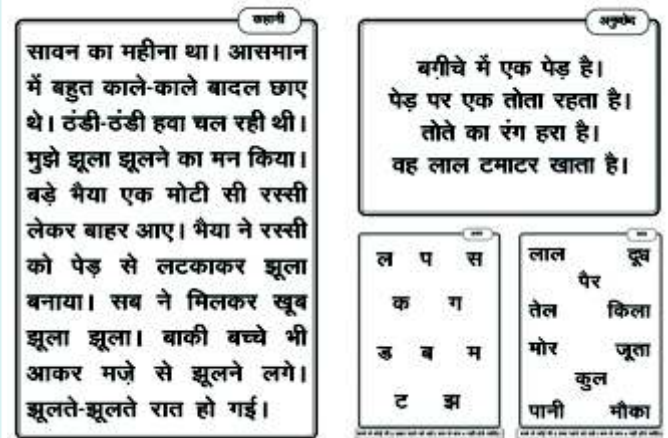 कहानी
सावन का महीना था। आसमान
में बहुत काले-काले बादल छाए
थे। ठंडी-ठंडी हवा चल रही थी।
मुझे झूला झूलने का मन किया।
बड़े भैया एक मोटी सी रस्सी
लेकर बाहर आए। भैया ने रस्सी
को पेड़ से लटकाकर झूला
बनाया। सब ने मिलकर खूब
झूला झूला। बाकी बच्चे भी
आकर मज़े से झूलने लगे।
झूलते-झूलते रात हो गई।
अनुच्छेद
बग़ीचे में एक पेड़ है।
पेड़ पर एक तोता रहता है।
तोते का रंग हरा है।
वह लाल टमाटर खाता है।
ल प स
क ग
ड ब म
ट झ
लाल दूध
पैर
तेल किला
मोर जूता
कुल
पानी मौका